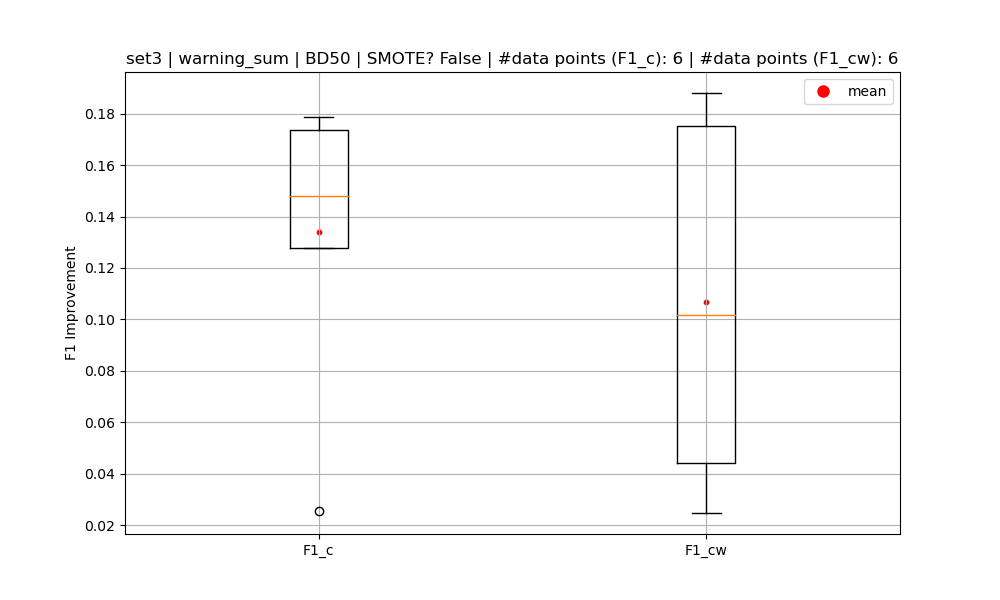 set3 | warning_sum | BD50 | SMOTE? False | #data points (F1_c): 6 | #data points (F1_cw): 6
mean
F1 Improvement
0.18
0.16
0.14
0.12
0.10
0.08
0.06
0.04
0.02
F1_c
F1_cw